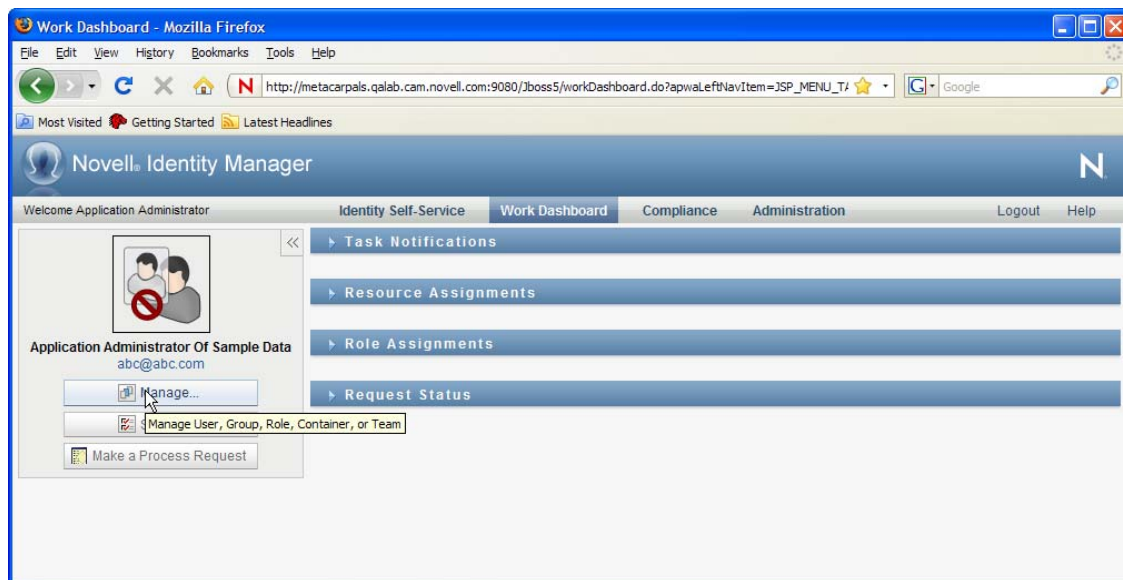 Work Dashboard - Mozilla Firefox
File Edit View History Bookmarks Tools Help
N http://metacarpals.qalab.cam.novell.com:9080/Jboss5/workDashboard.do?apwaLeftNavItem=JSP_MENU_TA G Google
Most Visited Getting Started Latest Headlines
Novell® Identity Manager N
Welcome Application Administrator Identity Self-Service Work Dashboard Compliance Administration Logout Help
Task Notifications
Resource Assignments
Role Assignments
Request Status
Application Administrator Of Sample Data
abc@abc.com
Manage...
Manage User, Group, Role, Container, or Team
Make a Process Request